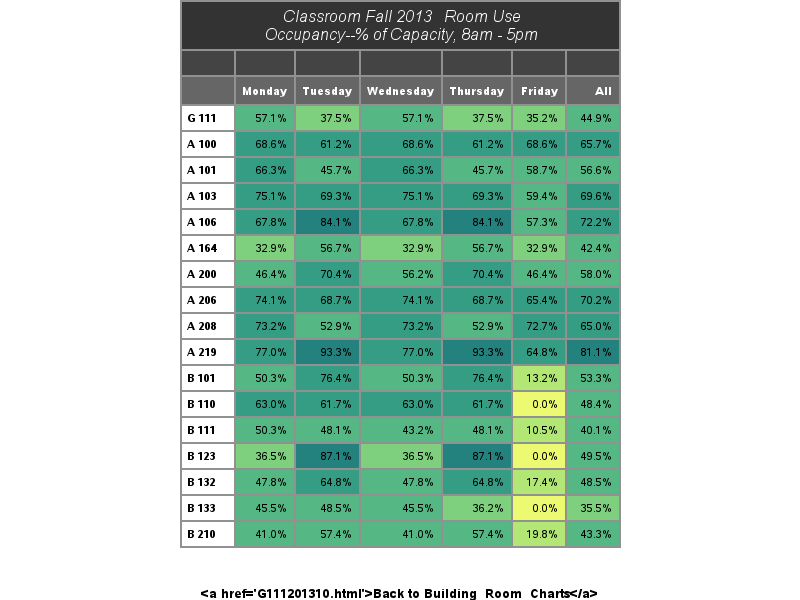 Classroom Fall 2013 Room Use
Occupancy--% of Capacity, 8am - 5pm
Monday Tuesday Wednesday Thursday Friday All
G 111 57.1% 37.5% 57.1% 37.5% 35.2% 44.9%
A 100 68.6% 61.2% 68.6% 61.2% 68.6% 65.7%
A 101 66.3% 45.7% 66.3% 45.7% 58.7% 56.6%
A 103 75.1% 69.3% 75.1% 69.3% 59.4% 69.6%
A 106 67.8% 84.1% 67.8% 84.1% 57.3% 72.2%
A 164 32.9% 56.7% 32.9% 56.7% 32.9% 42.4%
A 200 46.4% 70.4% 56.2% 70.4% 46.4% 58.0%
A 206 74.1% 68.7% 74.1% 68.7% 65.4% 70.2%
A 208 73.2% 52.9% 73.2% 52.9% 72.7% 65.0%
A 219 77.0% 93.3% 77.0% 93.3% 64.8% 81.1%
B 101 50.3% 76.4% 50.3% 76.4% 13.2% 53.3%
B 110 63.0% 61.7% 63.0% 61.7% 0.0% 48.4%
B 111 50.3% 48.1% 43.2% 48.1% 10.5% 40.1%
B 123 36.5% 87.1% 36.5% 87.1% 0.0% 49.5%
B 132 47.8% 64.8% 47.8% 64.8% 17.4% 48.5%
B 133 45.5% 48.5% 45.5% 36.2% 0.0% 35.5%
B 210 41.0% 57.4% 41.0% 57.4% 19.8% 43.3%
<a href='G111201310.html'>Back to Building Room Charts</a>